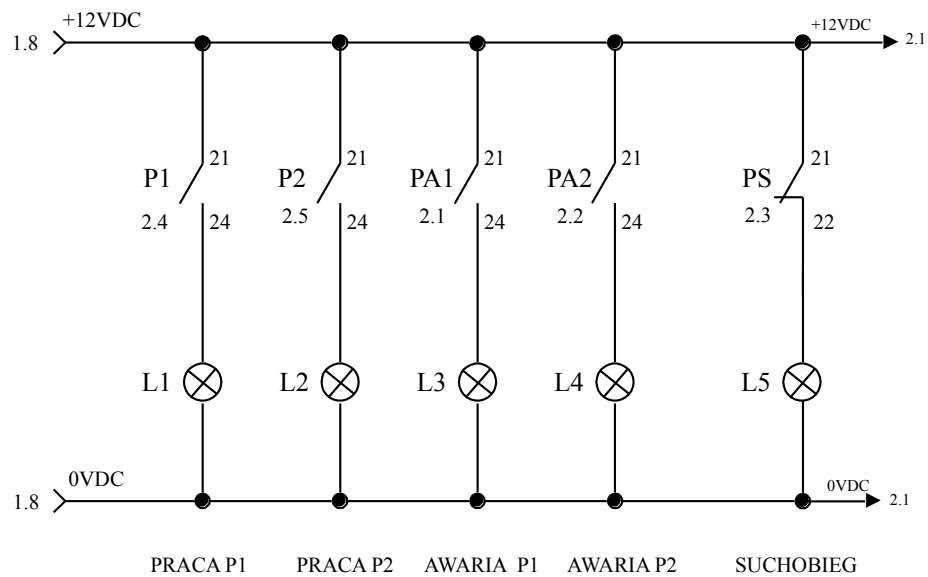 +12VDC
+12VDC
1.8
2.1
21 21 21 21 21
P1 P2 PA1 PA2 PS
2.4 2.5 2.1 2.2 2.3
24 24 24 24 22
L1 L2 L3 L4 L5
0VDC
0VDC
1.8
2.1
PRACA P1 PRACA P2 AWARIA P1 AWARIA P2 SUCHOBIEG